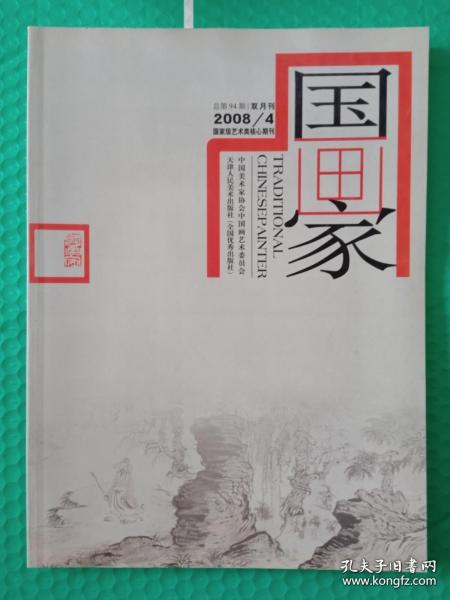 总第94期 双月刊
2008/4
国家级艺术类核心期刊
国画家
TRADITIONAL
CHINESEPAINTER
中国美术家协会中国画艺术委员会
天津人民美术出版社(全国优秀出版社)
孔夫子旧书网
www.kongfz.com